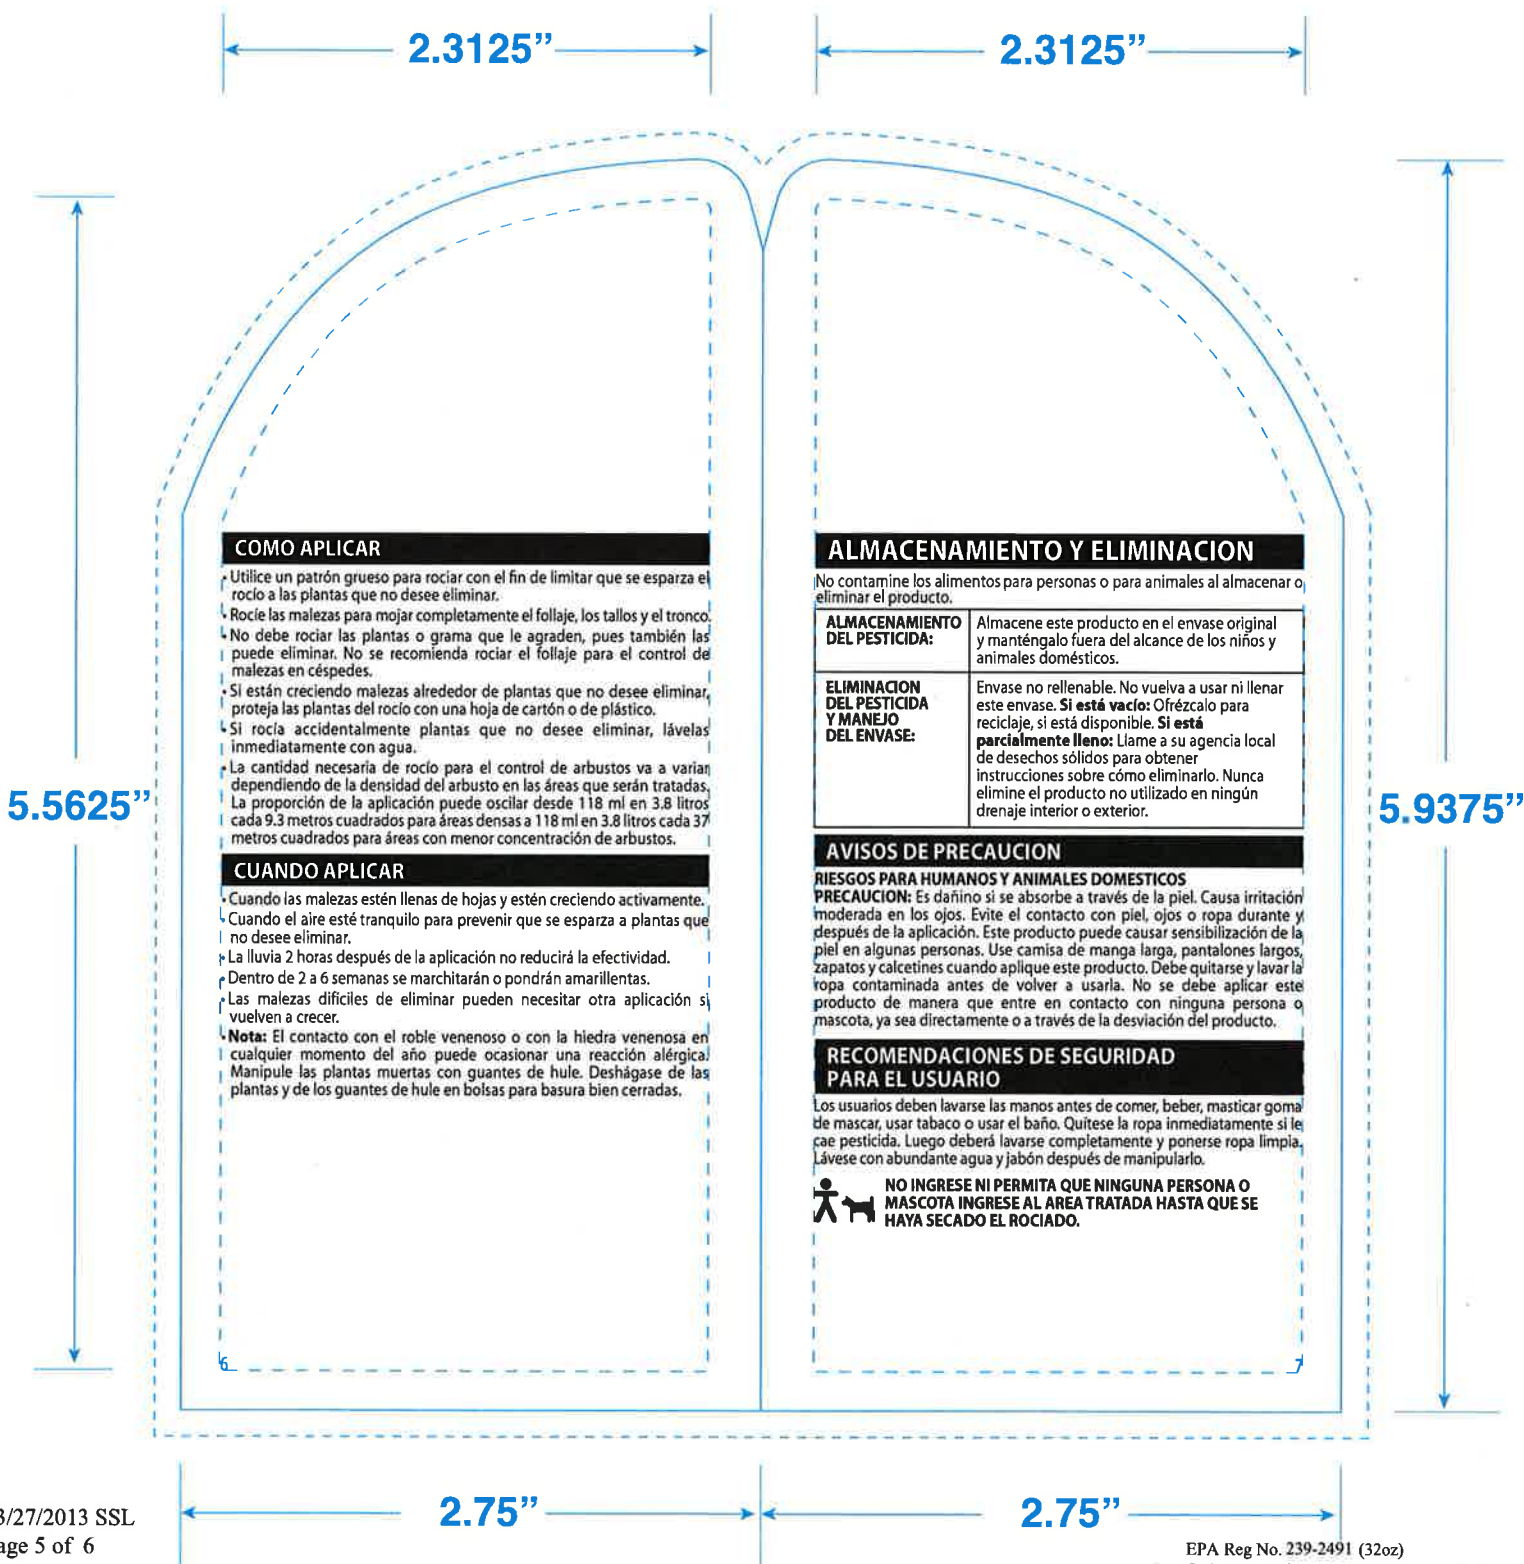 2.3125”
2.3125”
5.5625”
5.9375”
COMO APLICAR
• Utilice un patrón grueso para rociar con el fin de limitar que se esparza el
rocío a las plantas que no desee eliminar.
• Rocíe las malezas para mojar completamente el follaje, los tallos y el tronco.
• No debe rociar las plantas o grama que le agraden, pues también las
puede eliminar. No se recomienda rociar el follaje para el control de
malezas en céspedes.
• Si están creciendo malezas alrededor de plantas que no desee eliminar,
proteja las plantas del rocío con una hoja de cartón o de plástico.
• Si rocía accidentalmente plantas que no desee eliminar, lávelas
inmediatamente con agua.
• La cantidad necesaria de rocío para el control de arbustos va a variar
dependiendo de la densidad del arbusto en las áreas que serán tratadas.
La proporción de la aplicación puede oscilar desde 118 ml en 3.8 litros
cada 9.3 metros cuadrados para áreas densas a 118 ml en 3.8 litros cada 37
metros cuadrados para áreas con menor concentración de arbustos.
CUANDO APLICAR
• Cuando las malezas estén llenas de hojas y estén creciendo activamente.
• Cuando el aire esté tranquilo para prevenir que se esparza a plantas que
no desee eliminar.
• La lluvia 2 horas después de la aplicación no reducirá la efectividad.
• Dentro de 2 a 6 semanas se marchitarán o pondrán amarillentas.
• Las malezas difíciles de eliminar pueden necesitar otra aplicación si
vuelven a crecer.
• Nota: El contacto con el roble venenoso o con la hiedra venenosa en
cualquier momento del año puede ocasionar una reacción alérgica.
Manipule las plantas muertas con guantes de hule. Deshágase de las
plantas y de los guantes de hule en bolsas para basura bien cerradas.
6
ALMACENAMIENTO Y ELIMINACION
No contamine los alimentos para personas o para animales al almacenar o
eliminar el producto.
ALMACENAMIENTO
DEL PESTICIDA:
Almacene este producto en el envase original
y manténgalo fuera del alcance de los niños y
animales domésticos.
ELIMINACION
DEL PESTICIDA
Y MANEJO
DEL ENVASE:
Envase no rellenable. No vuelva a usar ni llenar
este envase. Si está vacío: Ofrézcalo para
reciclaje, si está disponible. Si está
parcialmente lleno: Llame a su agencia local
de desechos sólidos para obtener
instrucciones sobre cómo eliminarlo. Nunca
elimine el producto no utilizado en ningún
drenaje interior o exterior.
AVISOS DE PRECAUCION
RIESGOS PARA HUMANOS Y ANIMALES DOMESTICOS
PRECAUCION: Es dañino si se absorbe a través de la piel. Causa irritación
moderada en los ojos. Evite el contacto con piel, ojos o ropa durante y
después de la aplicación. Este producto puede causar sensibilización de la
piel en algunas personas. Use camisa de manga larga, pantalones largos,
zapatos y calcetines cuando aplique este producto. Debe quitarse y lavar la
ropa contaminada antes de volver a usarla. No se debe aplicar este
producto de manera que entre en contacto con ninguna persona o
mascota, ya sea directamente o a través de la desviación del producto.
RECOMENDACIONES DE SEGURIDAD
PARA EL USUARIO
Los usuarios deben lavarse las manos antes de comer, beber, masticar goma
de mascar, usar tabaco o usar el baño. Quítese la ropa inmediatamente si le
cae pesticida. Luego deberá lavarse completamente y ponerse ropa limpia.
Lávese con abundante agua y jabón después de manipularlo.
NO INGRESE NI PERMITA QUE NINGUNA PERSONA O
MASCOTA INGRESE AL AREA TRATADA HASTA QUE SE
HAYA SECADO EL ROCIADO.
7
2.75”
2.75”
3/27/2013 SSL
age 5 of 6
EPA Reg No. 239-2491 (32oz)